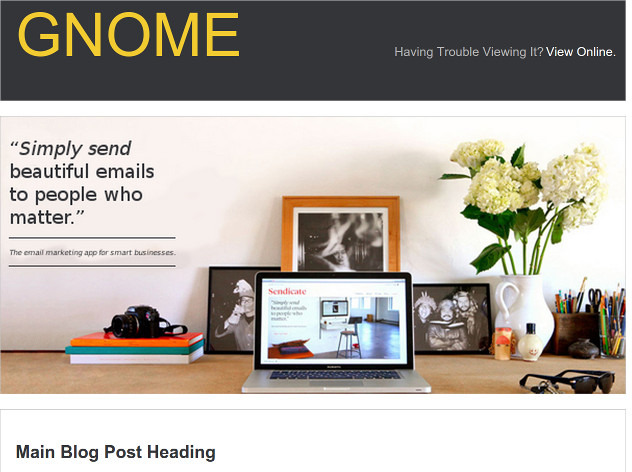 GNOME
Having Trouble Viewing It? View Online.
“Simply send
beautiful emails
to people who
matter.”
The email marketing app for smart businesses.
Sendicate
“Simply send
beautiful emails
to people who
matter.”
Main Blog Post Heading